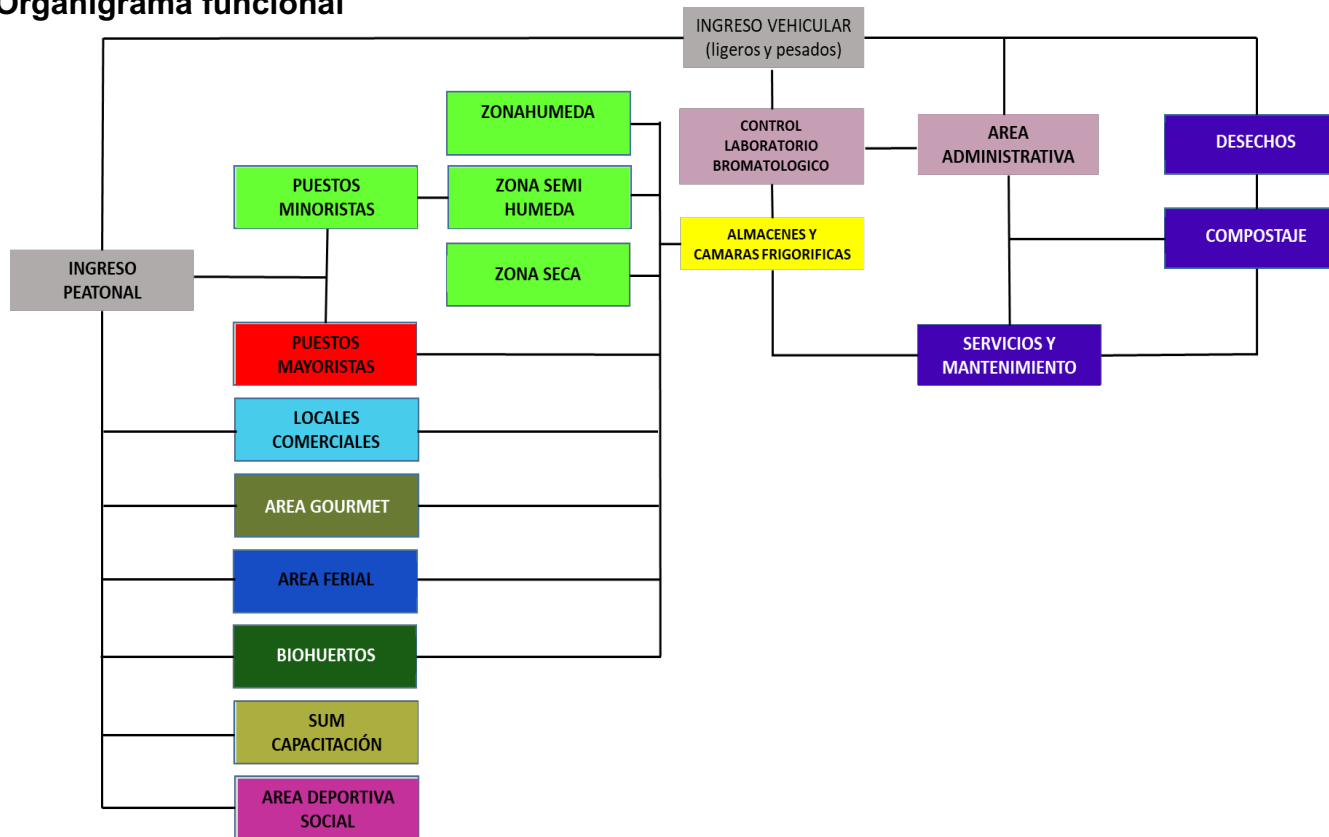 Organigrama funcional
INGRESO VEHICULAR
(ligeros y pesados)
ZONAHUMEDA
CONTROL
LABORATORIO
BROMATOLOGICO
AREA
ADMINISTRATIVA
DESECHOS
PUESTOS
MINORISTAS
ZONA SEMI
HUMEDA
ALMACENES Y
CAMARAS FRIGORIFICAS
COMPOSTAJE
INGRESO
PEATONAL
ZONA SECA
PUESTOS
MAYORISTAS
SERVICIOS Y
MANTENIMIENTO
LOCALES
COMERCIALES
AREA GOURMET
AREA FERIAL
BIOHUERTOS
SUM
CAPACITACIÓN
AREA DEPORTIVA
SOCIAL